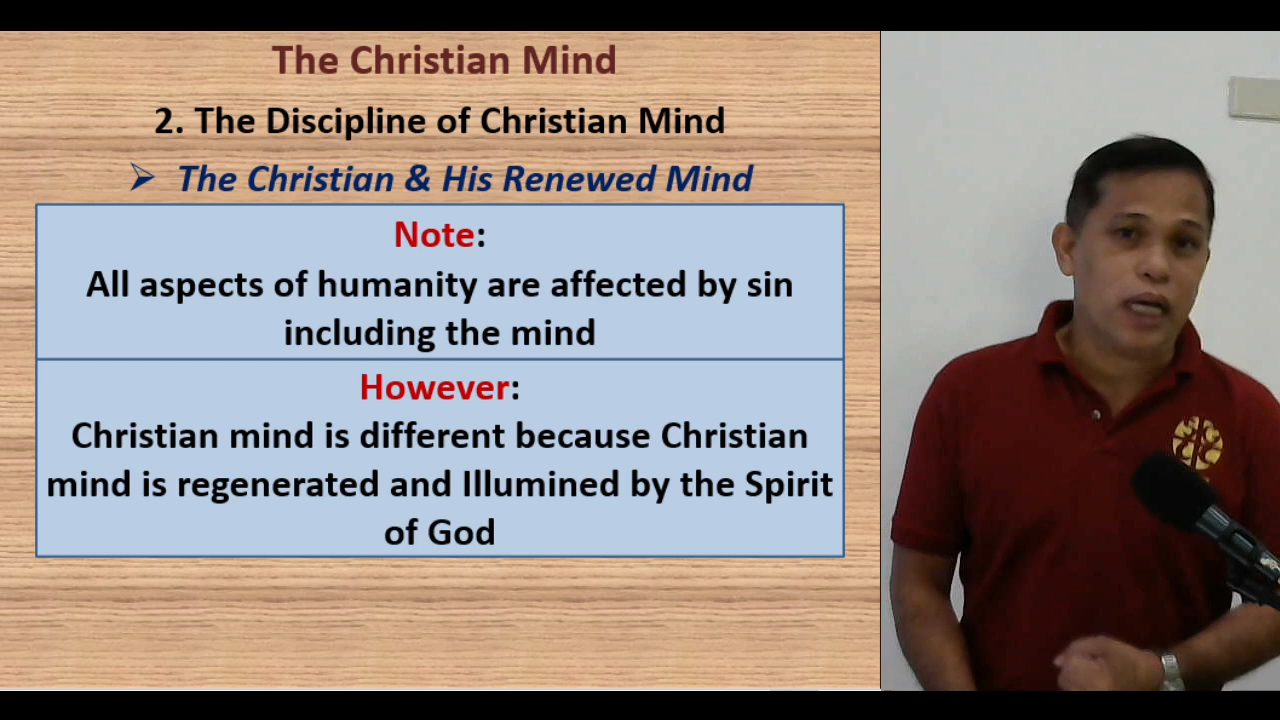 The Christian Mind
2. The Discipline of Christian Mind
➢ The Christian & His Renewed Mind
Note:
All aspects of humanity are affected by sin
including the mind
However:
Christian mind is different because Christian
mind is regenerated and Illumined by the Spirit
of God